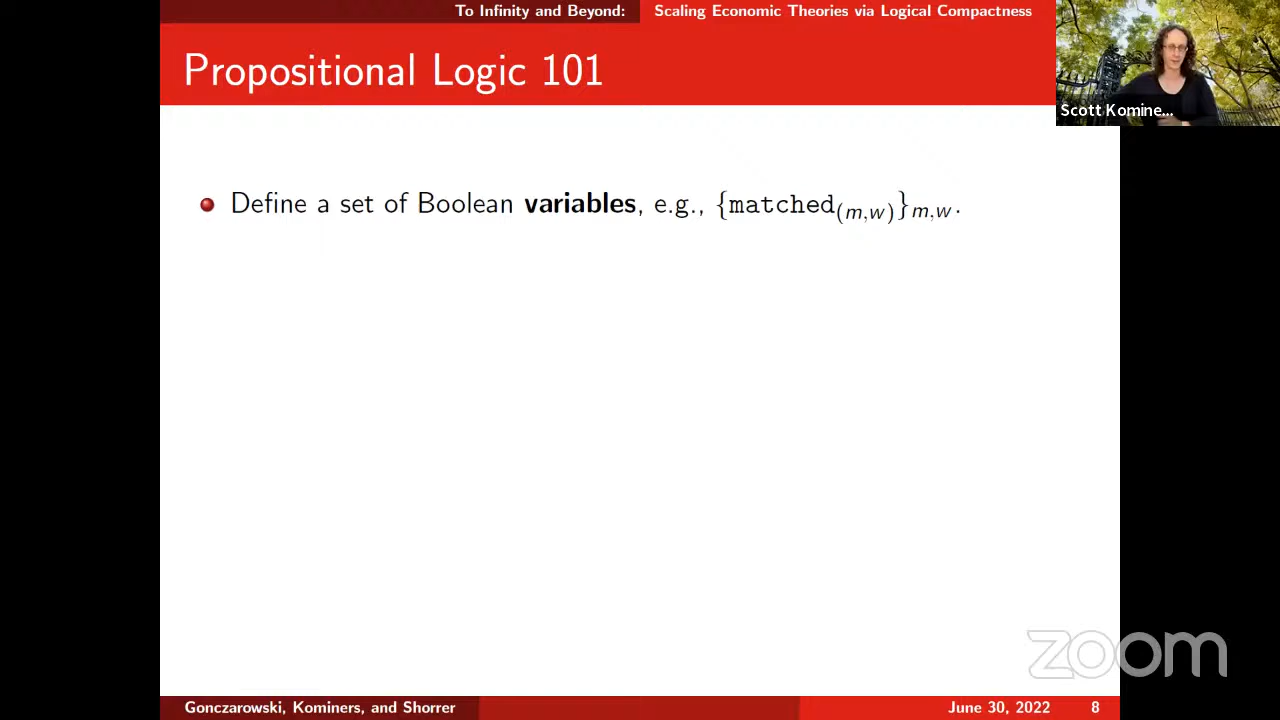 To Infinity and Beyond: Scaling Economic Theories via Logical Compactness
Propositional Logic 101
Scott Komine...
Define a set of Boolean variables, e.g., {matched(m,w)}m,w.
zoom
Gonczarowski, Kominers, and Shorrer June 30, 2022 8